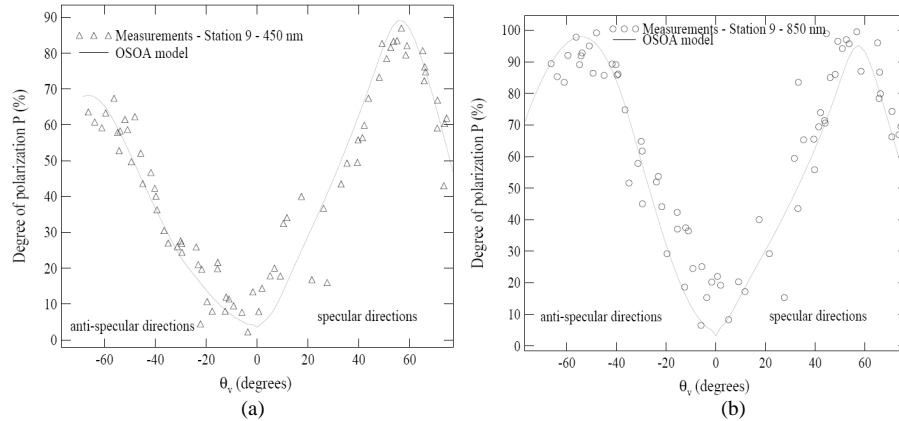 Measurements - Station 9 - 450 nm
OSOA model
90
80
70
60
50
40
30
20
10
0
Degree of polarization P (%)
anti-specular directions
specular directions
-60
-40
-20
0
20
40
60
θv (degrees)
(a)
Measurements - Station 9 - 850 nm
OSOA model
100
90
80
70
60
50
40
30
20
10
0
Degree of polarization P (%)
anti-specular directions
specular directions
-60
-40
-20
0
20
40
60
θv (degrees)
(b)